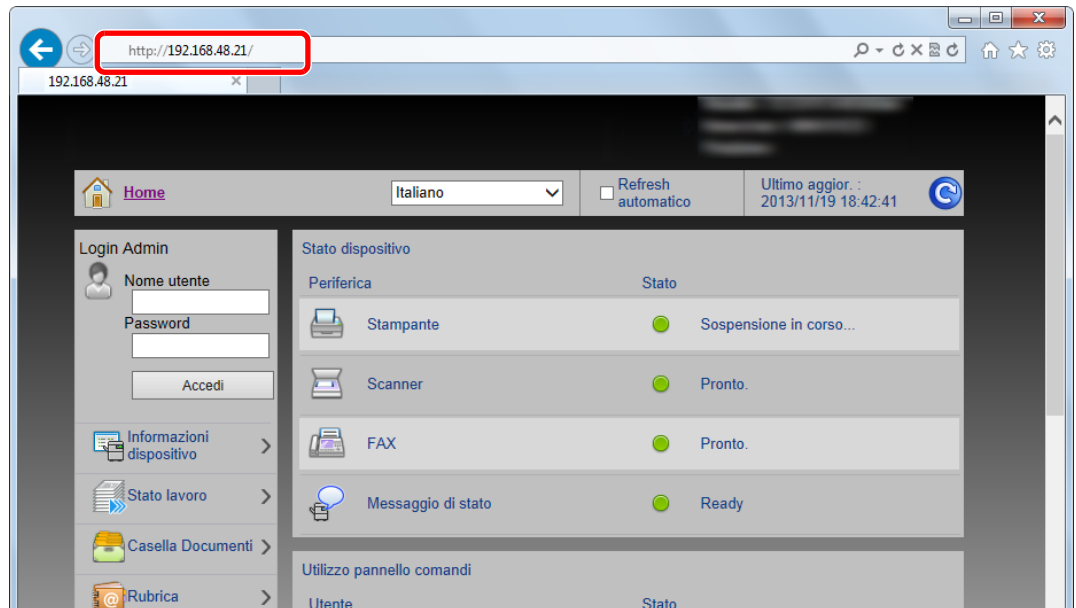 http://192.168.48.21/
192.168.48.21
Home
Italiano
Refresh
automatico
Ultimo aggior. :
2013/11/19 18:42:41
Login Admin
Nome utente
Password
Accedi
Informazioni
dispositivo
Stato lavoro
Casella Documenti
Rubrica
Stato dispositivo
Periferica Stato
Stampante Sospensione in corso...
Scanner Pronto.
FAX Pronto.
Messaggio di stato Ready
Utilizzo pannello comandi
Utente Stato